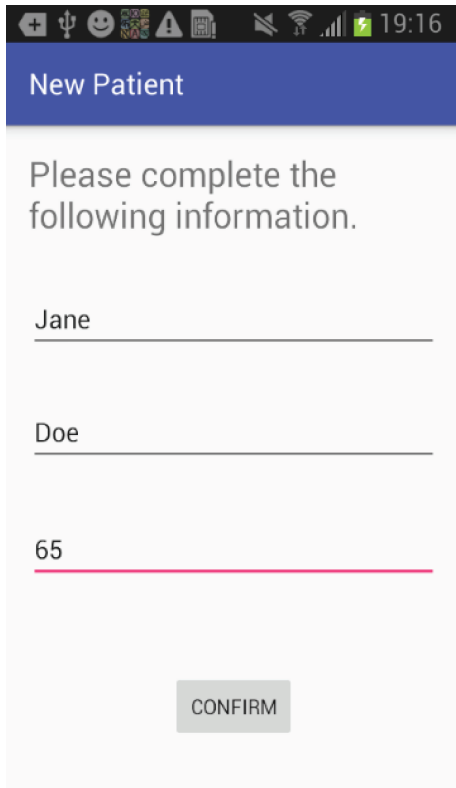 19:16
New Patient
Please complete the
following information.
Jane
Doe
65
CONFIRM